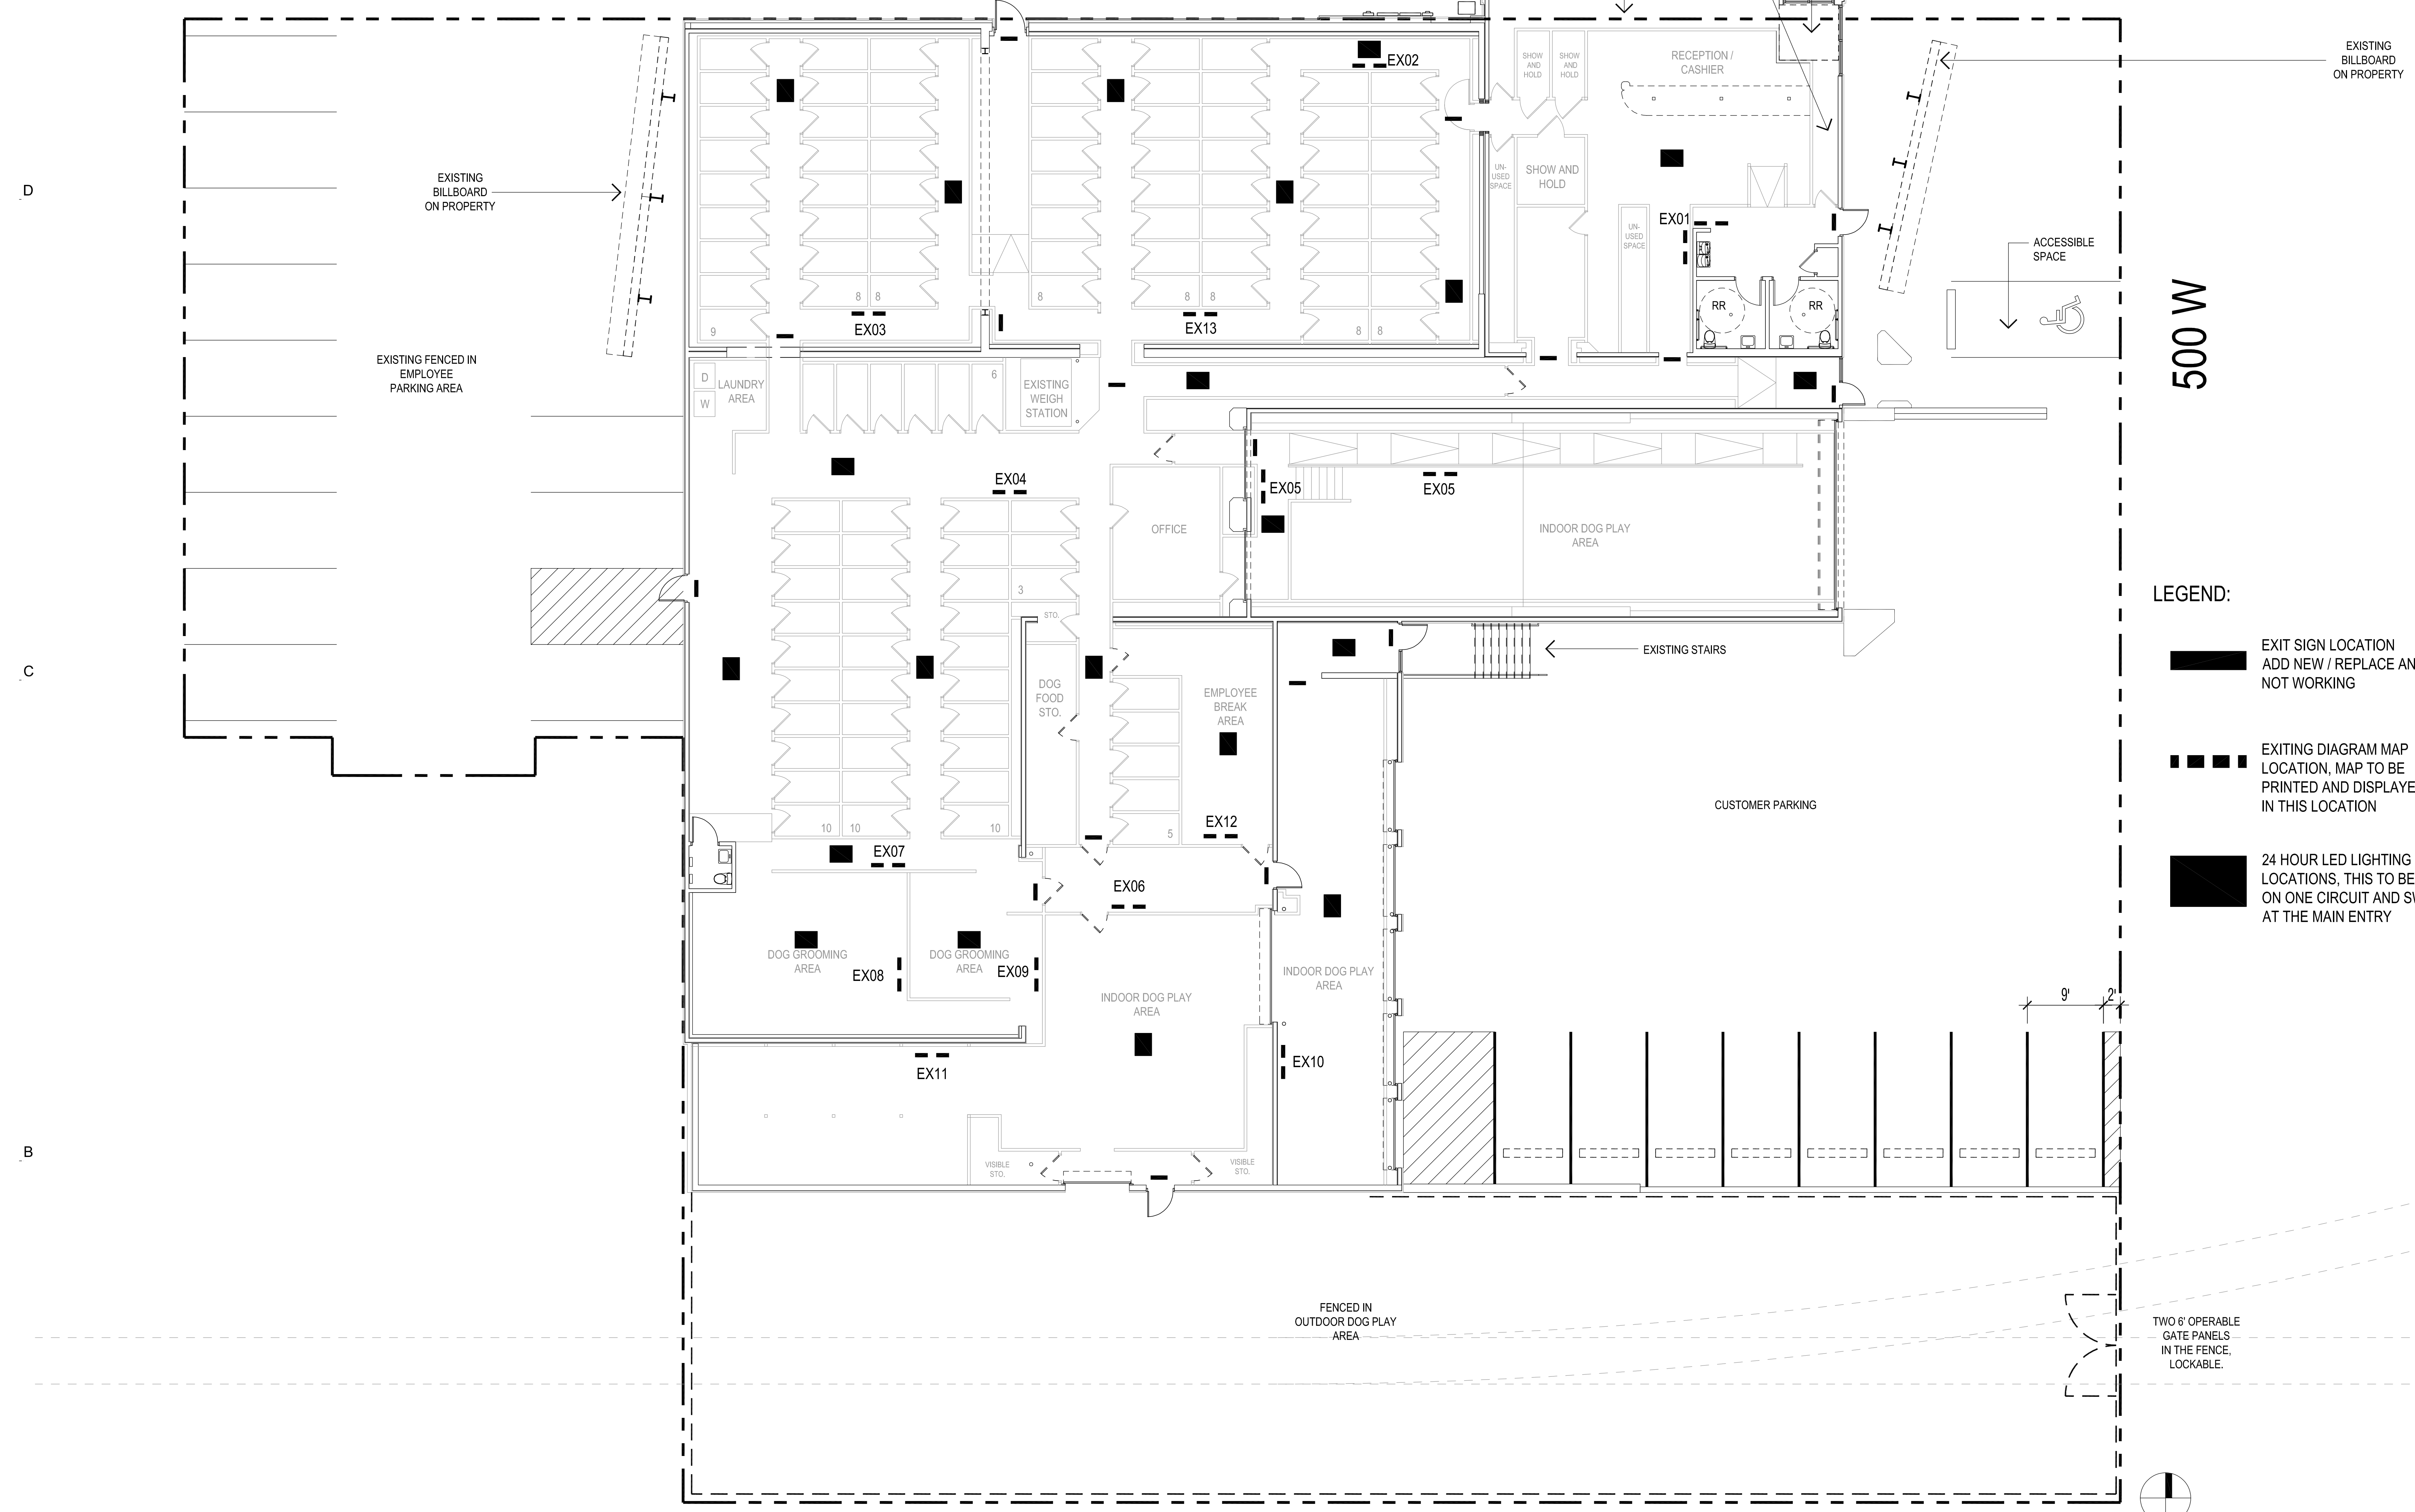 EX02
SHOW
AND
HOLD
SHOW
AND
HOLD
RECEPTION /
CASHIER
EXISTING
BILLBOARD
ON PROPERTY
D
EXISTING
BILLBOARD
ON PROPERTY
UN-
USED
SPACE
SHOW AND
HOLD
EX01
UN-
USED
SPACE
ACCESSIBLE
SPACE
500 W
8
8
8
8
8
RR
RR
EX03
EX13
9
8
8
EXISTING FENCED IN
EMPLOYEE
PARKING AREA
D
W
LAUNDRY
AREA
6
EXISTING
WEIGH
STATION
EX04
EX05
EX05
OFFICE
INDOOR DOG PLAY
AREA
3
STO.
LEGEND:
EXIT SIGN LOCATION
ADD NEW / REPLACE AN
NOT WORKING
EXISTING STAIRS
C
DOG
FOOD
STO.
EMPLOYEE
BREAK
AREA
EXITING DIAGRAM MAP
LOCATION, MAP TO BE
PRINTED AND DISPLAYE
IN THIS LOCATION
CUSTOMER PARKING
10
10
10
EX12
5
EX07
24 HOUR LED LIGHTING
LOCATIONS, THIS TO BE
ON ONE CIRCUIT AND SW
AT THE MAIN ENTRY
EX06
DOG GROOMING
AREA
DOG GROOMING
AREA
EX08
EX09
INDOOR DOG PLAY
AREA
INDOOR DOG PLAY
AREA
9'
2'
EX10
EX11
B
VISIBLE
STO.
VISIBLE
STO.
FENCED IN
OUTDOOR DOG PLAY
AREA
TWO 6' OPERABLE
GATE PANELS
IN THE FENCE,
LOCKABLE.